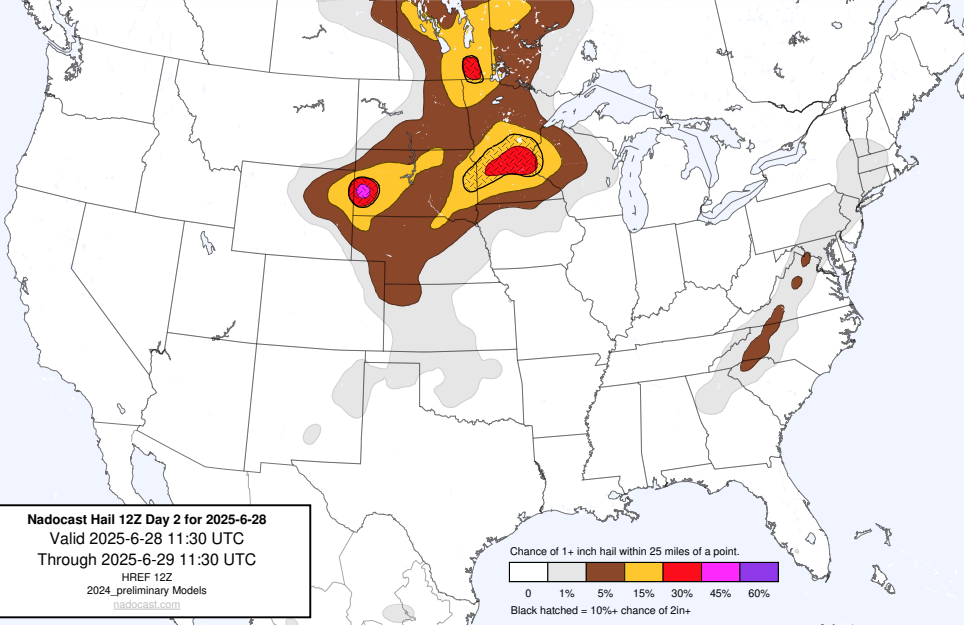 Nadocast Hail 12Z Day 2 for 2025-6-28
Valid 2025-6-28 11:30 UTC
Through 2025-6-29 11:30 UTC
HREF 12Z
2024_preliminary Models
nadocast.com
Chance of 1+ inch hail within 25 miles of a point.
0 1% 5% 15% 30% 45% 60%
Black hatched = 10%+ chance of 2in+